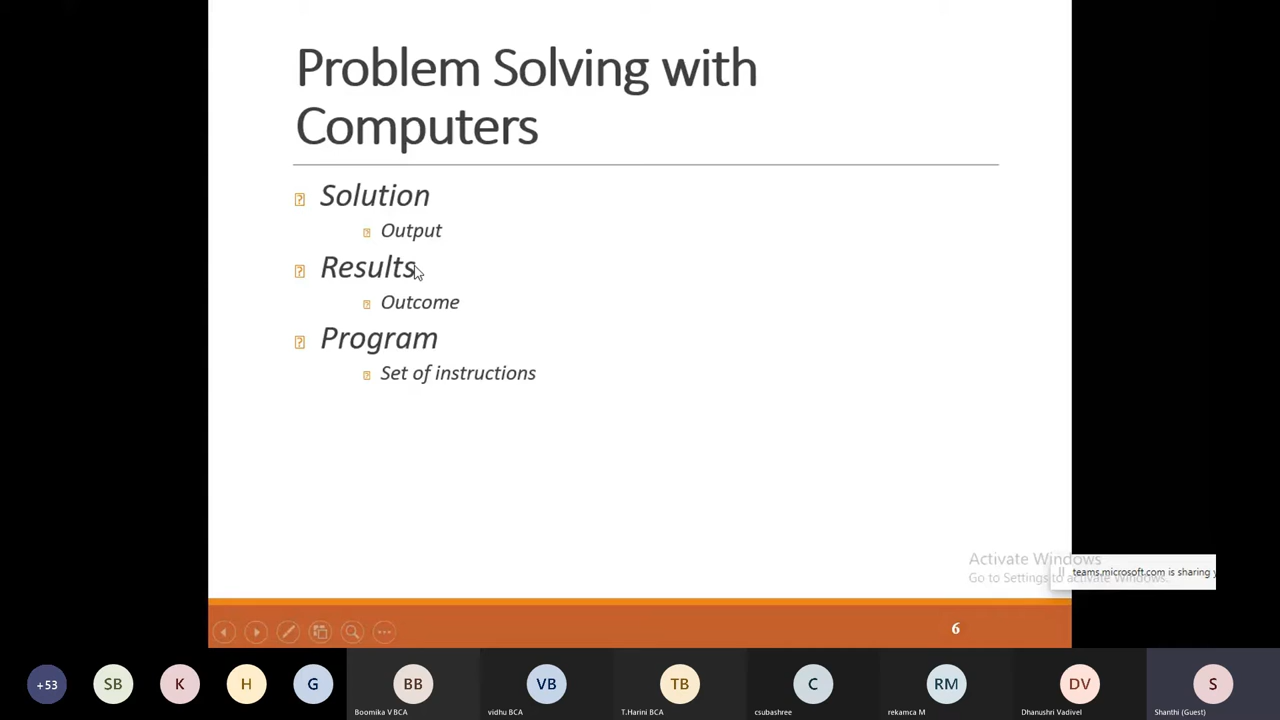 Problem Solving with
Computers
Solution
Output
Results
Outcome
Program
Set of instructions
Activate Windows
Go to Settings to activate Windows.
teams.microsoft.com is sharing
6
+53
SB
K
H
G
BB
VB
TB
C
RM
DV
S
Boomika V BCA
vidhu BCA
T.Harini BCA
csubashree
rekamca M
Dhanushri Vadivel
Shanthi (Guest)